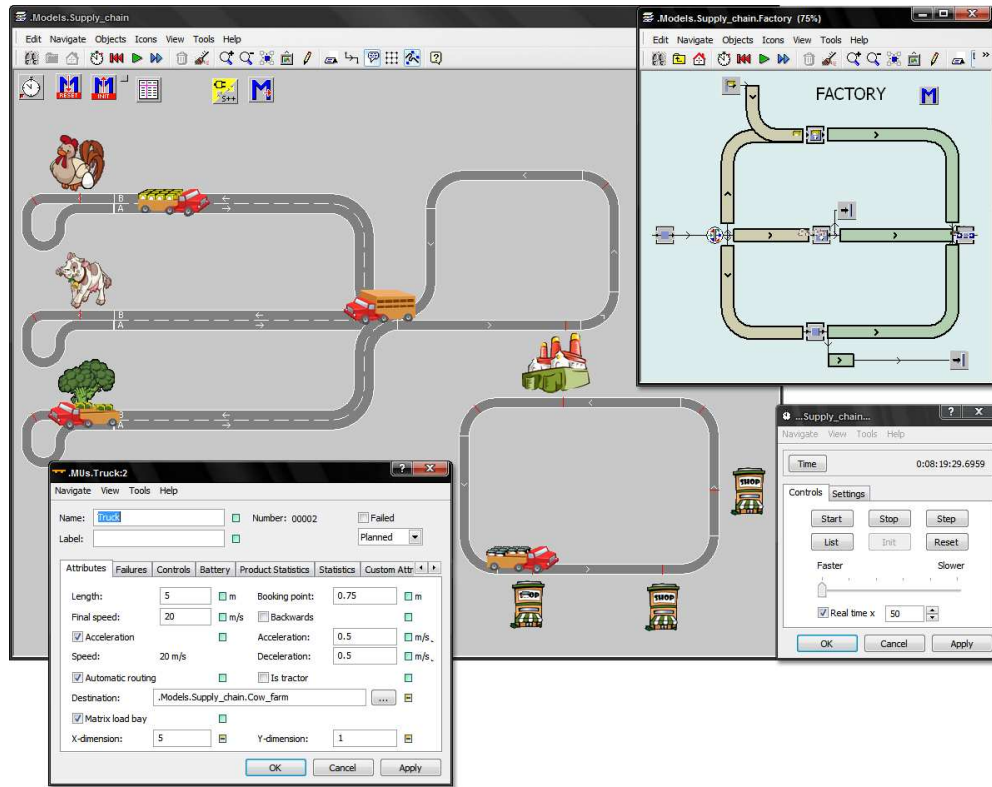 .Models.Supply_chain
Edit Navigate Objects Icons View Tools Help
RESET
INIT
S++
M
B
A
B
A
B
A
SHOP
SHOP
SHOP
.Models.Supply_chain.Factory (75%)
Edit Navigate Objects Icons View Tools Help
FACTORY
M
...Supply_chain...
Navigate View Tools Help
Time 0:08:19:29.6959
Controls Settings
Start Stop Step
List Init Reset
Faster Slower
Real time x 50
OK Cancel Apply
.MUs.Truck:2
Navigate View Tools Help
Name: Truck Number: 00002 Failed
Label: Planned
Attributes Failures Controls Battery Product Statistics Statistics Custom Attr
Length: 5 m Booking point: 0.75 m
Final speed: 20 m/s Backwards
Acceleration Acceleration: 0.5 m/s
Speed: 20 m/s Deceleration: 0.5 m/s
Automatic routing Is tractor
Destination: .Models.Supply_chain.Cow_farm ...
Matrix load bay
X-dimension: 5 Y-dimension: 1
OK Cancel Apply